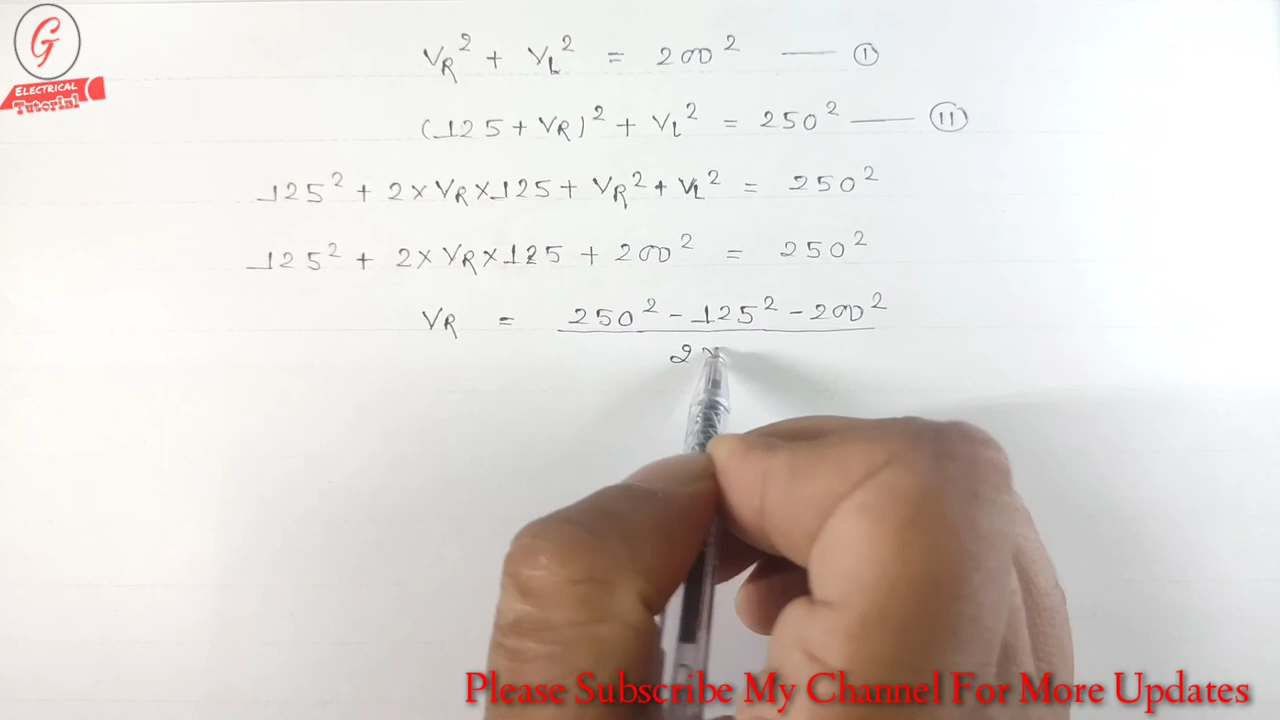 G
ELECTRICAL
Tutorial
VR² + VL² = 200² —— (I)
(125 + VR)² + VL² = 250² —— (II)
125² + 2 × VR × 125 + VR² + VL² = 250²
125² + 2 × VR × 125 + 200² = 250²
VR = 250² - 125² - 200²
2 ×
Please Subscribe My Channel For More Updates